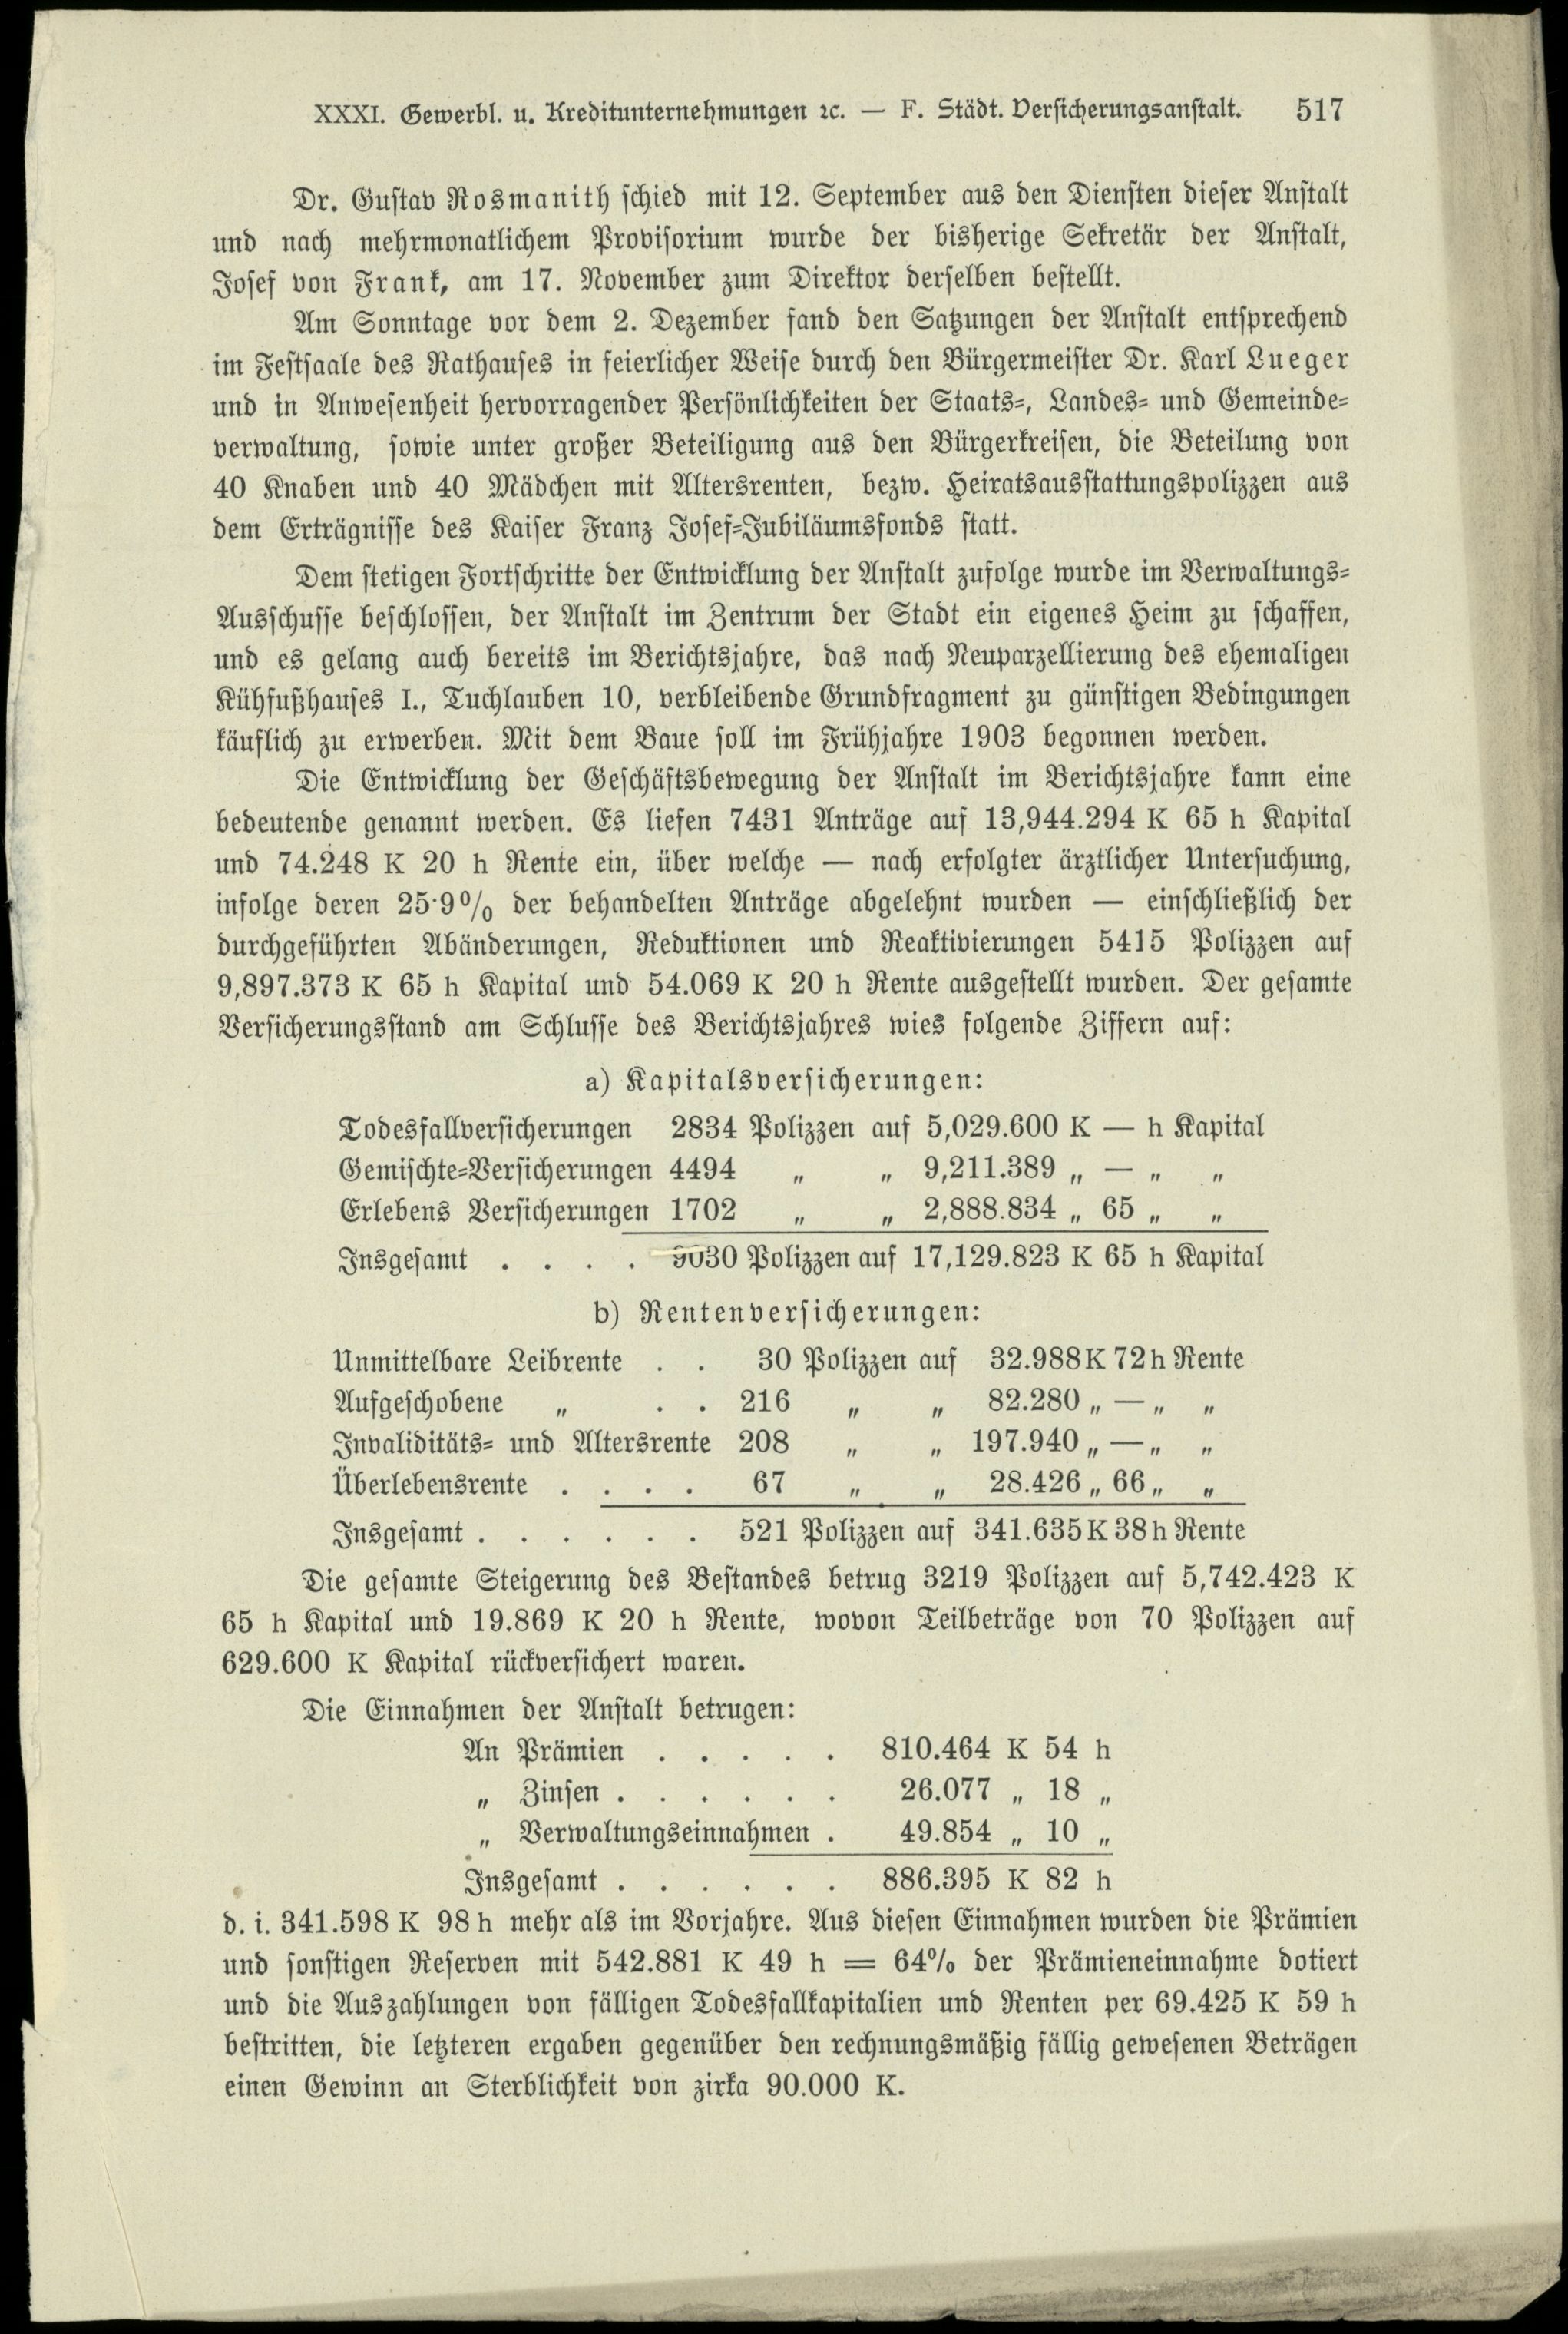 XXXI. Gewerbl. u. Kreditunternehmungen ꝛc. — F. Städt. Versicherungsanstalt. 517
Dr. Gustav Rosmanith schied mit 12. September aus den Diensten dieser Anstalt
und nach mehrmonatlichem Provisorium wurde der bisherige Sekretär der Anstalt,
Josef von Frank, am 17. November zum Direktor derselben bestellt.
Am Sonntage vor dem 2. Dezember fand den Satzungen der Anstalt entsprechend
im Festsaale des Rathauses in feierlicher Weise durch den Bürgermeister Dr. Karl Lueger
und in Anwesenheit hervorragender Persönlichkeiten der Staats-, Landes- und Gemeinde-
verwaltung, sowie unter großer Beteiligung aus den Bürgerkreisen, die Beteilung von
40 Knaben und 40 Mädchen mit Altersrenten, bezw. Heiratsausstattungspolizzen aus
dem Erträgnisse des Kaiser Franz Josef-Jubiläumsfonds statt.
Dem stetigen Fortschritte der Entwicklung der Anstalt zufolge wurde im Verwaltungs-
Ausschusse beschlossen, der Anstalt im Zentrum der Stadt ein eigenes Heim zu schaffen,
und es gelang auch bereits im Berichtsjahre, das nach Neuparzellierung des ehemaligen
Kühfußhauses I., Tuchlauben 10, verbleibende Grundfragment zu günstigen Bedingungen
käuflich zu erwerben. Mit dem Baue soll im Frühjahre 1903 begonnen werden.
Die Entwicklung der Geschäftsbewegung der Anstalt im Berichtsjahre kann eine
bedeutende genannt werden. Es liefen 7431 Anträge auf 13,944.294 K 65 h Kapital
und 74.248 K 20 h Rente ein, über welche — nach erfolgter ärztlicher Untersuchung,
infolge deren 25·9% der behandelten Anträge abgelehnt wurden — einschließlich der
durchgeführten Abänderungen, Reduktionen und Reaktivierungen 5415 Polizzen auf
9,897.373 K 65 h Kapital und 54.069 K 20 h Rente ausgestellt wurden. Der gesamte
Versicherungsstand am Schlusse des Berichtsjahres wies folgende Ziffern auf:
a) Kapitalsversicherungen:
Todesfallversicherungen 2834 Polizzen auf 5,029.600 K — h Kapital
Gemischte-Versicherungen 4494 „ „ 9,211.389 „ — „ „
Erlebens Versicherungen 1702 „ „ 2,888.834 „ 65 „ „
Insgesamt . . . . 9030 Polizzen auf 17,129.823 K 65 h Kapital
b) Rentenversicherungen:
Unmittelbare Leibrente . . 30 Polizzen auf 32.988 K 72 h Rente
Aufgeschobene „ . . 216 „ „ 82.280 „ — „ „
Invaliditäts- und Altersrente 208 „ „ 197.940 „ — „ „
Überlebensrente . . . . 67 „ „ 28.426 „ 66 „ „
Insgesamt . . . . . . 521 Polizzen auf 341.635 K 38 h Rente
Die gesamte Steigerung des Bestandes betrug 3219 Polizzen auf 5,742.423 K
65 h Kapital und 19.869 K 20 h Rente, wovon Teilbeträge von 70 Polizzen auf
629.600 K Kapital rückversichert waren.
Die Einnahmen der Anstalt betrugen:
An Prämien . . . . . 810.464 K 54 h
„ Zinsen . . . . . . 26.077 „ 18 „
„ Verwaltungseinnahmen . 49.854 „ 10 „
Insgesamt . . . . . . 886.395 K 82 h
d. i. 341.598 K 98 h mehr als im Vorjahre. Aus diesen Einnahmen wurden die Prämien
und sonstigen Reserven mit 542.881 K 49 h = 64% der Prämieneinnahme dotiert
und die Auszahlungen von fälligen Todesfallkapitalien und Renten per 69.425 K 59 h
bestritten, die letzteren ergaben gegenüber den rechnungsmäßig fällig gewesenen Beträgen
einen Gewinn an Sterblichkeit von zirka 90.000 K.